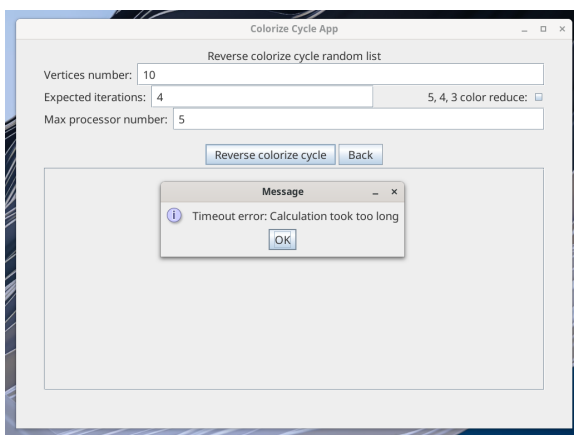 Colorize Cycle App
Reverse colorize cycle random list
Vertices number: 10
Expected iterations: 4 5, 4, 3 color reduce:
Max processor number: 5
Reverse colorize cycle Back
Message
Timeout error: Calculation took too long
OK